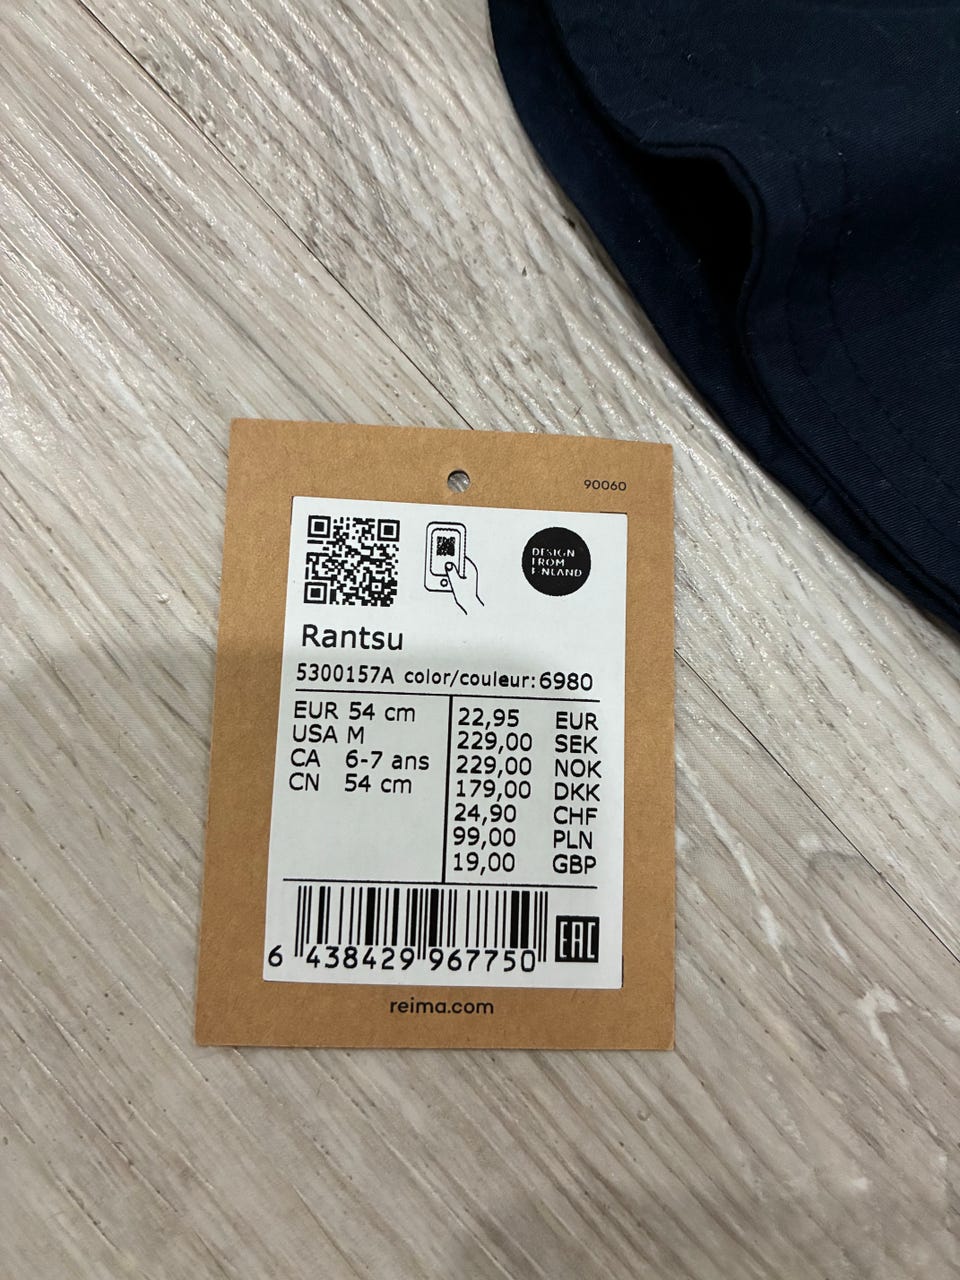 90060
DESIGN
FROM
FINLAND
Rantsu
5300157A color/couleur: 6980
EUR 54 cm
USA M
CA 6-7 ans
CN 54 cm
22,95 EUR
229,00 SEK
229,00 NOK
179,00 DKK
24,90 CHF
99,00 PLN
19,00 GBP
6 438429 967750
EAC
reima.com